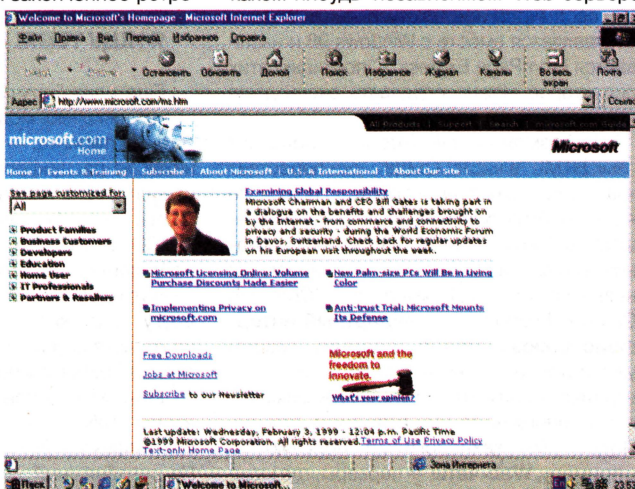 Welcome to Microsoft's Homepage - Microsoft Internet Explorer
Файл Правка Вид Переход Избранное Справка
Остановить Обновить Домой Поиск Избранное Журнал Каналы Во весь экран Почта
Адрес http://www.microsoft.com/ms.htm
microsoft.com
Home
Microsoft
Home | Events & Training | Subscribe | About Microsoft | U.S. & International | About Our Site |
See page customized for:
All
Product Families
Business Customers
Developers
Education
Home User
IT Professionals
Partners & Resellers
Examining Global Responsibility
Microsoft Chairman and CEO Bill Gates is taking part in
a dialogue on the benefits and challenges brought on
by the Internet - from commerce and connectivity to
privacy and security - during the World Economic Forum
in Davos, Switzerland. Check back for regular updates
on his European visit throughout the week.
Microsoft Licensing Online: Volume
Purchase Discounts Made Easier
New Palm-size PCs Will Be in Living
Color
Implementing Privacy on
microsoft.com
Anti-trust Trial: Microsoft Mounts
Its Defense
Free Downloads
Jobs at Microsoft
Subscribe to our Newsletter
Microsoft and the
freedom to
innovate.
What's your opinion?
Last update: Wednesday, February 3, 1999 - 12:04 p.m. Pacific Time
©1999 Microsoft Corporation. All rights reserved. Terms of Use Privacy Policy
Text-only Home Page
Зона Интернета
Пуск Welcome to Microsoft... 23:53